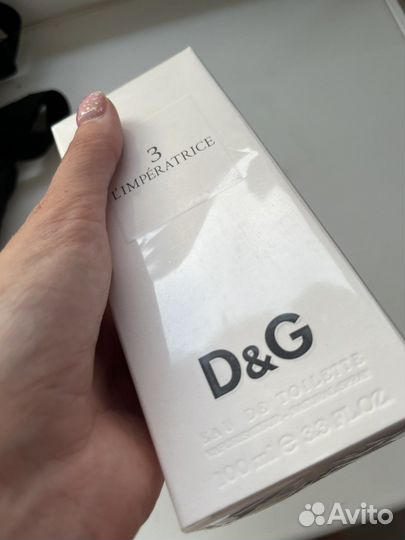 3
L'IMPÉRATRICE
D&G
EAU DE TOILETTE
100 ml ℮ 3.3 FL.OZ
Avito